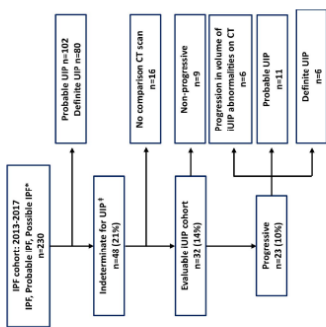 IPF cohort: 2013-2017
IPF, Probable IPF, Possible IPF*
n=230
Probable UIP n=102
Definite UIP n=80
Indeterminate for UIP‡
n=48 (21%)
No comparison CT scan
n=16
Evaluable iUIP cohort
n=32 (14%)
Non-progressive
n=9
Progressive
n=23 (10%)
Progression in volume of
iUIP abnormalities on CT
n=6
Probable UIP
n=11
Definite UIP
n=6